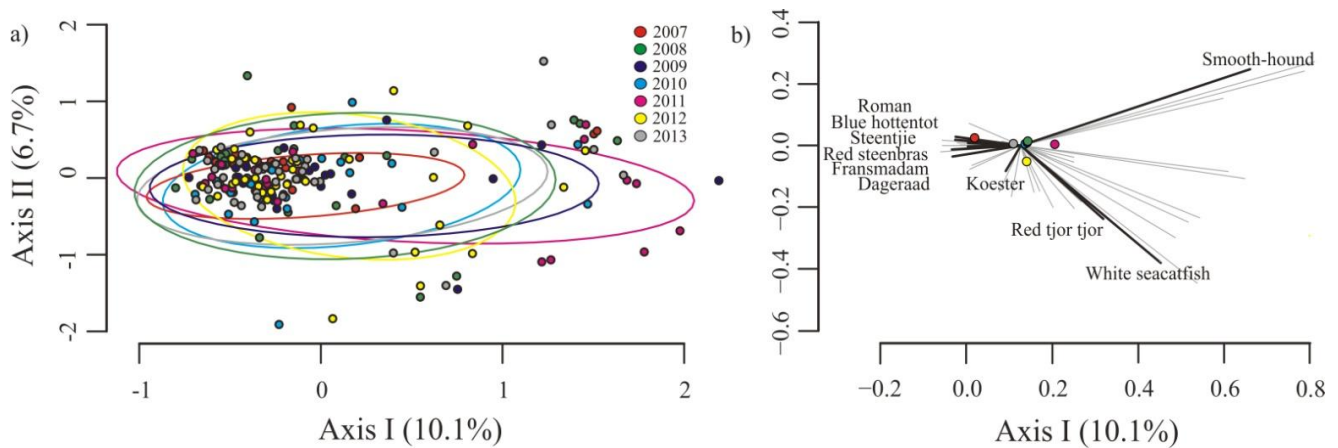 a)
2007
2008
2009
2010
2011
2012
2013
2
1
0
-1
-2
Axis II (6.7%)
-1
0
1
2
Axis I (10.1%)
b)
0.4
0.2
0.0
−0.2
−0.4
−0.6
Smooth-hound
Roman
Blue hottentot
Steentjie
Red steenbras
Fransmadam
Dageraad
Koester
Red tjor tjor
White seacatfish
−0.2
0.0
0.2
0.4
0.6
0.8
Axis I (10.1%)